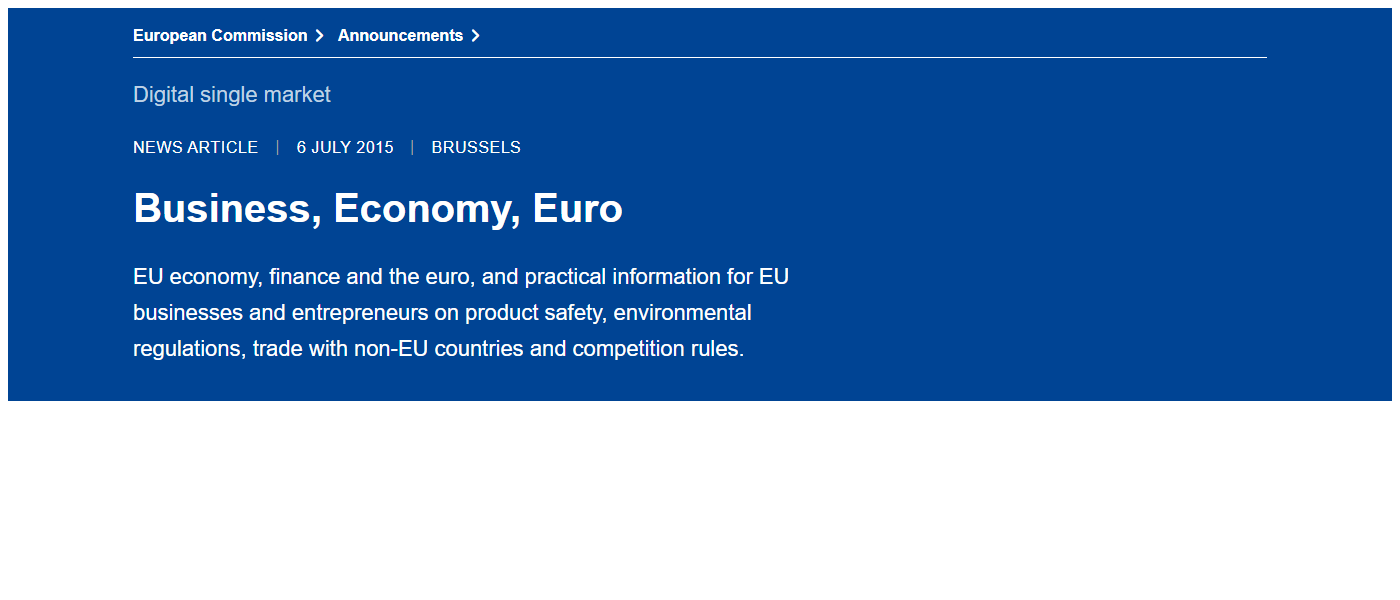 European Commission Announcements
Digital single market
NEWS ARTICLE | 6 JULY 2015 | BRUSSELS
Business, Economy, Euro
EU economy, finance and the euro, and practical information for EU
businesses and entrepreneurs on product safety, environmental
regulations, trade with non-EU countries and competition rules.